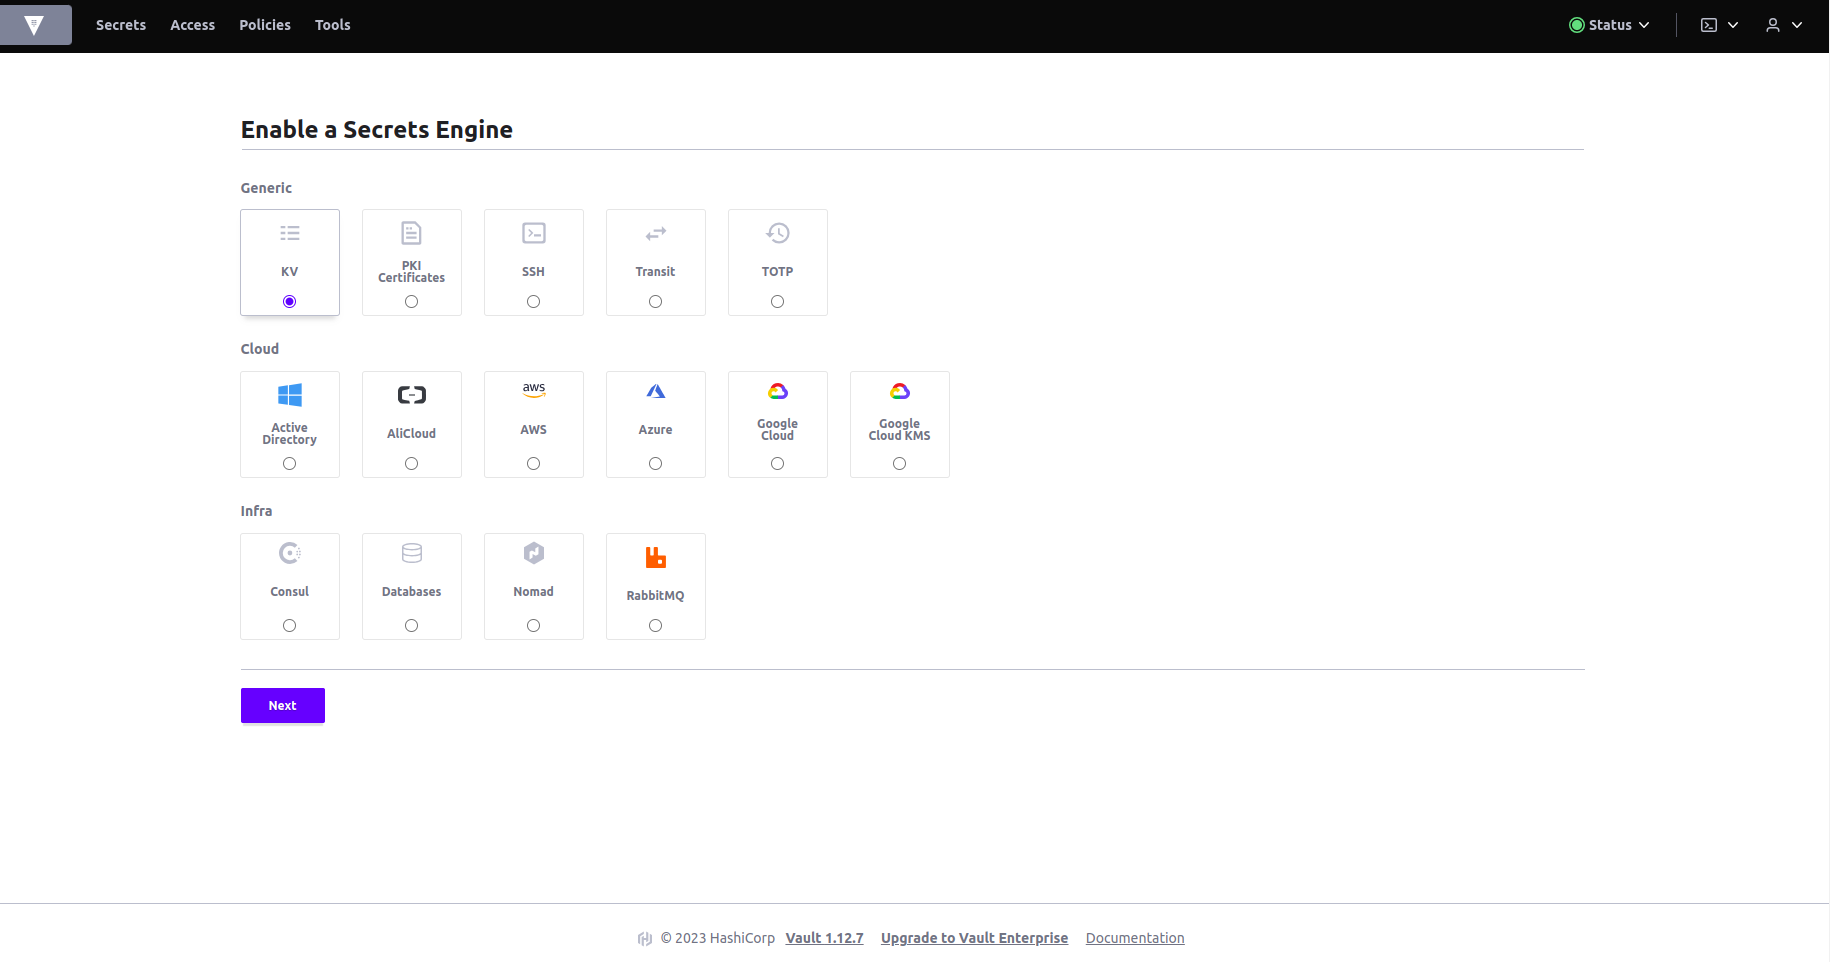 Secrets Access Policies Tools Status
Enable a Secrets Engine
Generic
KV
PKI
Certificates
SSH
Transit
TOTP
Cloud
Active
Directory
AliCloud
aws
AWS
Azure
Google
Cloud
Google
Cloud KMS
Infra
Consul
Databases
Nomad
RabbitMQ
Next
© 2023 HashiCorp Vault 1.12.7 Upgrade to Vault Enterprise Documentation